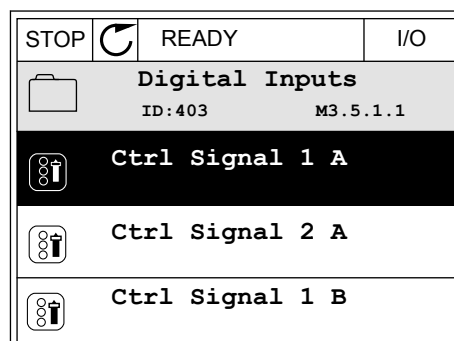 STOP READY I/O
Digital Inputs
ID:403 M3.5.1.1
Ctrl Signal 1 A
Ctrl Signal 2 A
Ctrl Signal 1 B